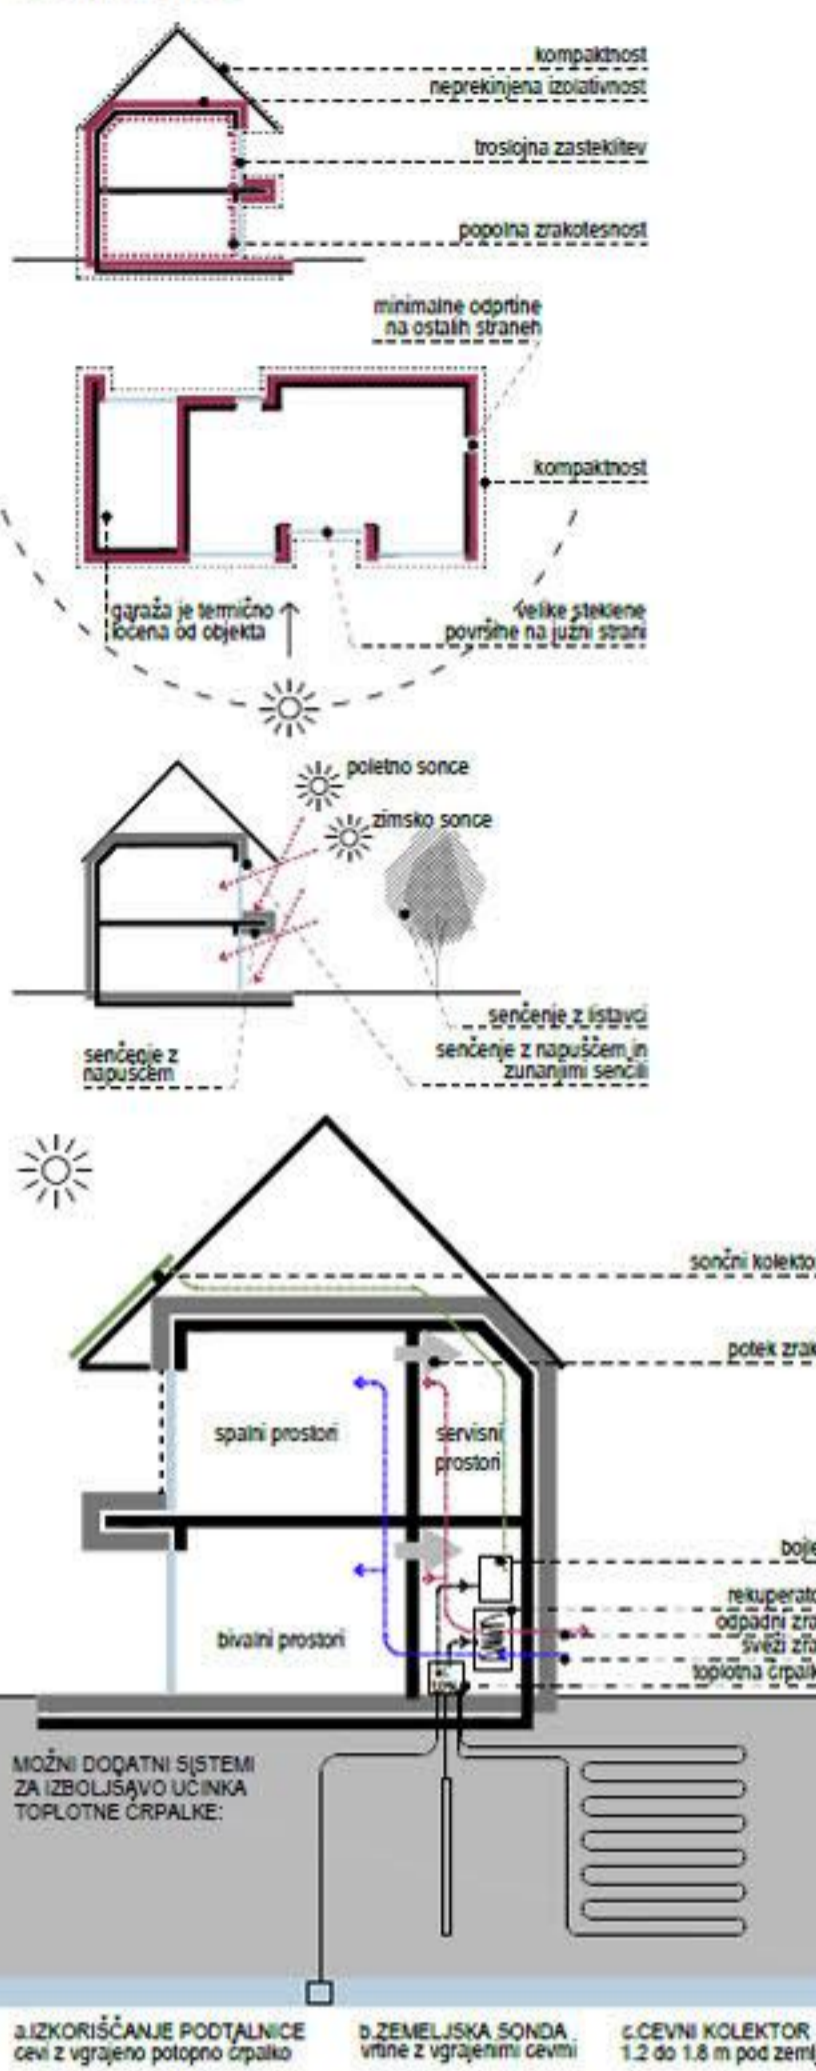 kompaktnost
neprekinjena izolativnost
troslojna zasteklitev
popolna zrakotesnost
minimalne odprtine
na ostalih straneh
kompaktnost
garaža je termično
ločena od objekta
velike steklene
površine na južni strani
poletno sonce
zimsko sonce
senčenje z listavci
senčenje z
napuščem
senčenje z napuščem in
zunanjimi senčili
sončni kolekto
potek zrak
spalni prostori
servisni
prostori
bojle
rekuperato
odpadni zra
sveži zra
toplotna črpalk
bivalni prostori
MOŽNI DODATNI SISTEMI
ZA IZBOLJŠAVO UČINKA
TOPLOTNE ČRPALKE:
a.IZKORIŠČANJE PODTALNICE
cevi z vgrajeno potopno črpalko
b.ZEMELJSKA SONDA
vrtine z vgrajenimi cevmi
c.CEVNI KOLEKTOR
1.2 do 1.8 m pod zeml